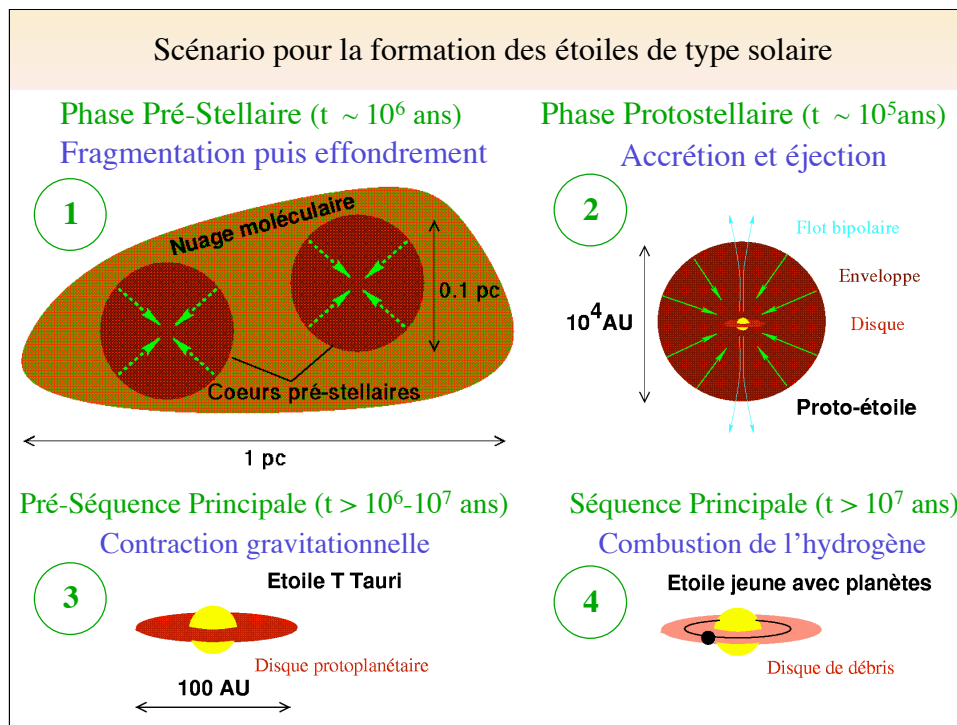 Scénario pour la formation des étoiles de type solaire
Phase Pré-Stellaire (t ~ 10⁶ ans)
Fragmentation puis effondrement
1
Nuage moléculaire
0.1 pc
Coeurs pré-stellaires
1 pc
Phase Protostellaire (t ~ 10⁵ans)
Accrétion et éjection
2
Flot bipolaire
Enveloppe
10⁴AU
Disque
Proto-étoile
Pré-Séquence Principale (t > 10⁶-10⁷ ans)
Contraction gravitationnelle
3
Etoile T Tauri
Disque protoplanétaire
100 AU
Séquence Principale (t > 10⁷ ans)
Combustion de l’hydrogène
4
Etoile jeune avec planètes
Disque de débris